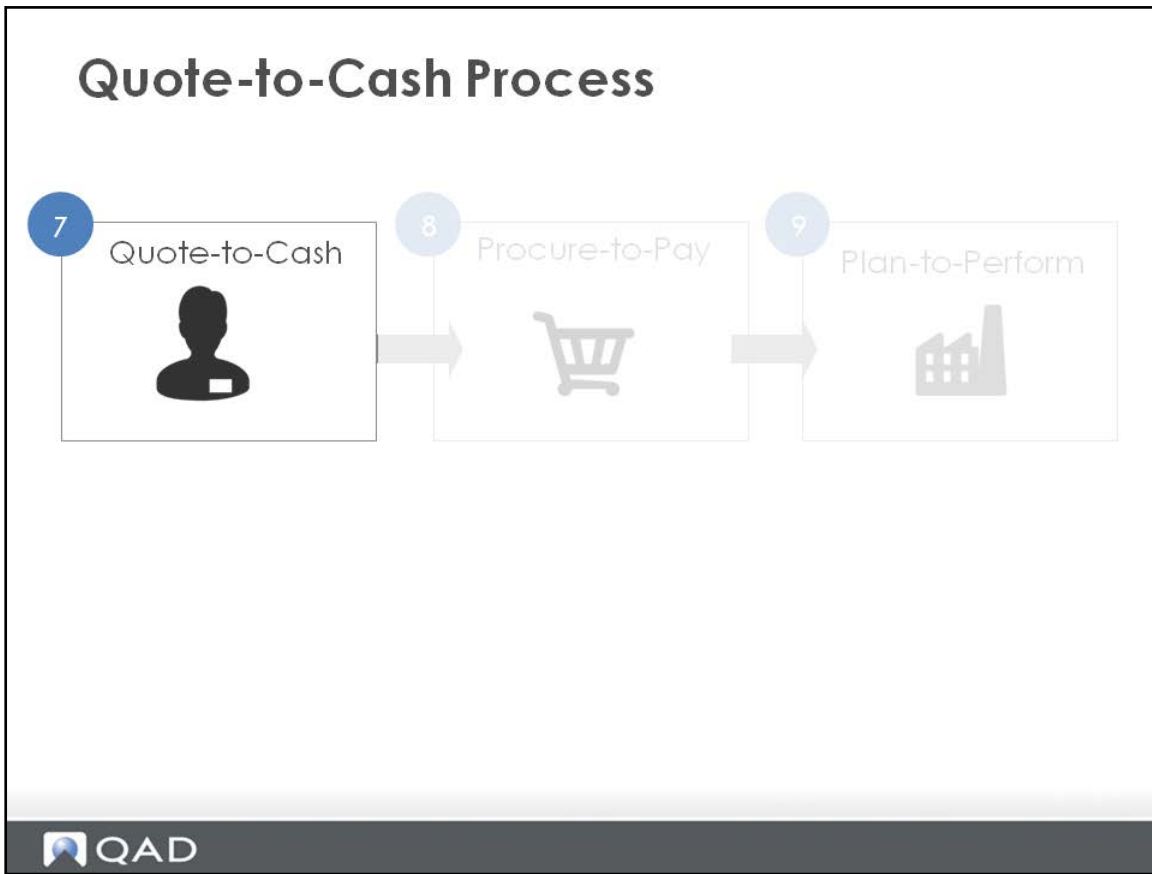 Quote-to-Cash Process
7
Quote-to-Cash
8
Procure-to-Pay
9
Plan-to-Perform
QAD